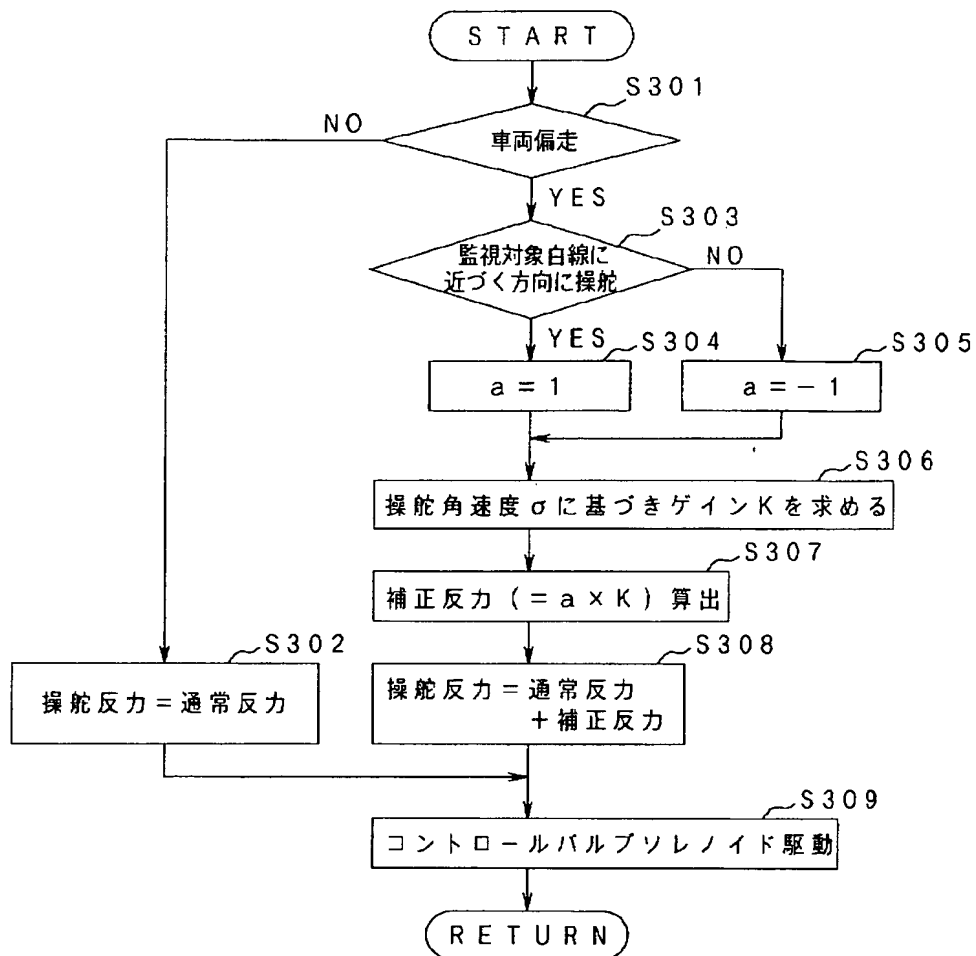 START
S301
NO
車両偏走
YES
S303
監視対象白線に
近づく方向に操舵
NO
YES
S304
S305
a=1
a=-1
S306
操舵角速度σに基づきゲインKを求める
S307
補正反力(=a×K)算出
S302
S308
操舵反力=通常反力
操舵反力=通常反力
+補正反力
S309
コントロールバルブソレノイド駆動
RETURN